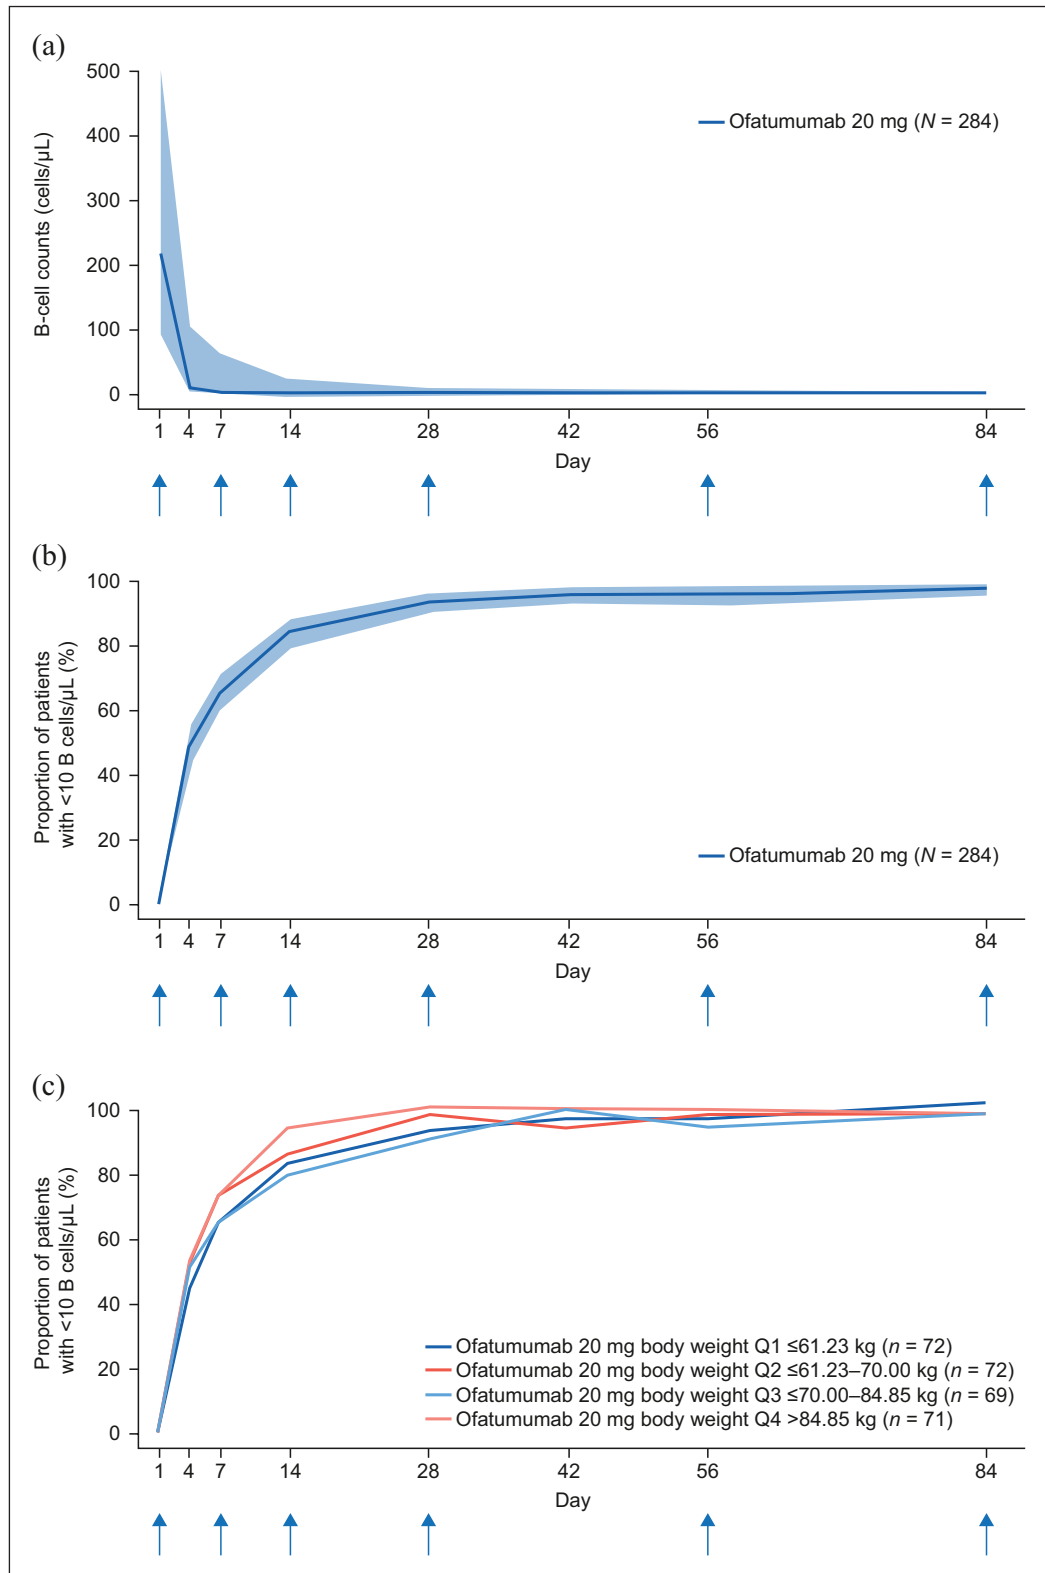 (a)
500
400
300
200
100
0
B-cell counts (cells/µL)
Ofatumumab 20 mg (N = 284)
1 4 7 14 28 42 56 84
Day
(b)
100
80
60
40
20
0
Proportion of patients
with <10 B cells/µL (%)
Ofatumumab 20 mg (N = 284)
1 4 7 14 28 42 56 84
Day
(c)
100
80
60
40
20
0
Proportion of patients
with <10 B cells/µL (%)
Ofatumumab 20 mg body weight Q1 ≤61.23 kg (n = 72)
Ofatumumab 20 mg body weight Q2 ≤61.23–70.00 kg (n = 72)
Ofatumumab 20 mg body weight Q3 ≤70.00–84.85 kg (n = 69)
Ofatumumab 20 mg body weight Q4 >84.85 kg (n = 71)
1 4 7 14 28 42 56 84
Day